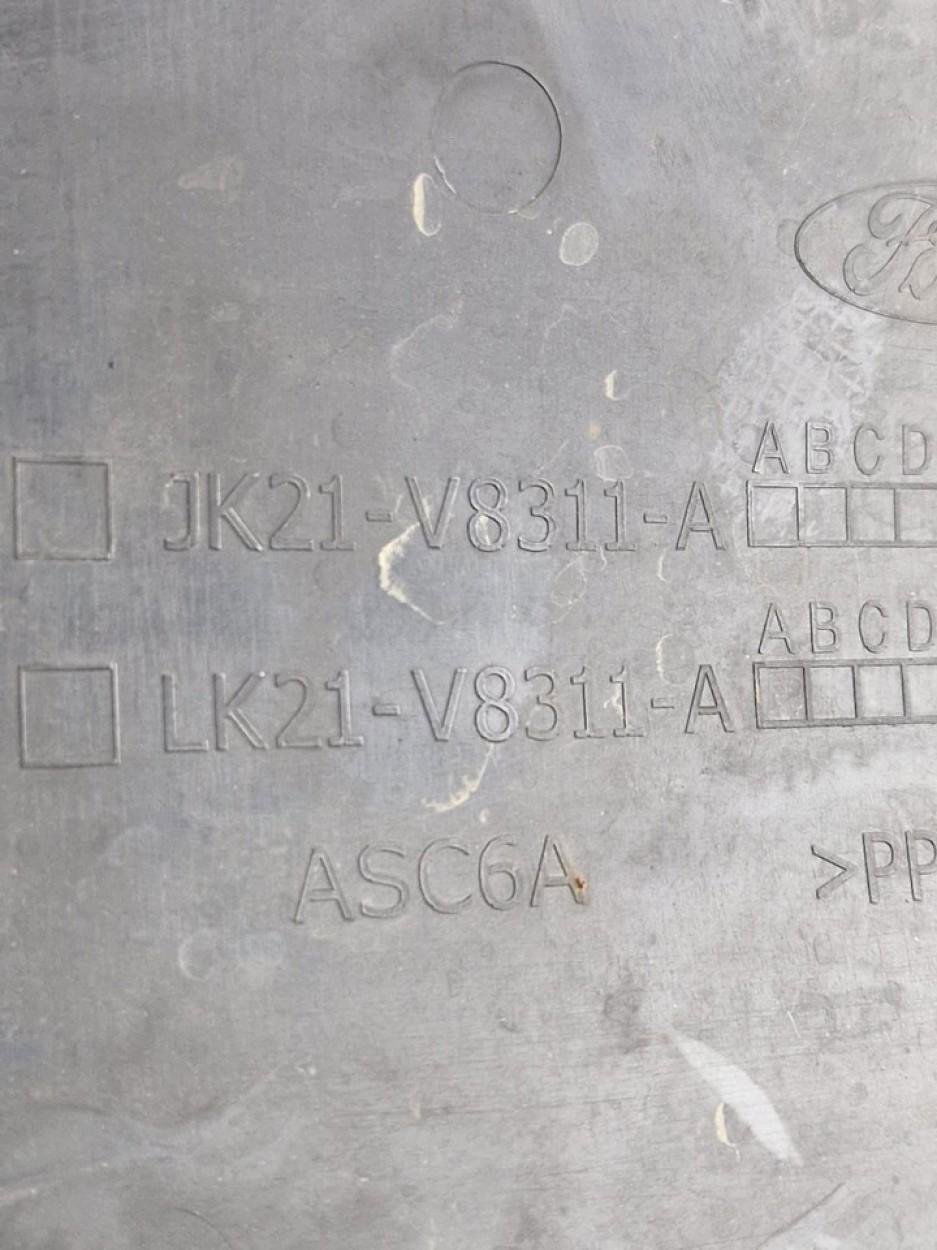 ABCD
JK21-V8311-A
ABCD
LK21-V8311-A
ASC6A
>PP